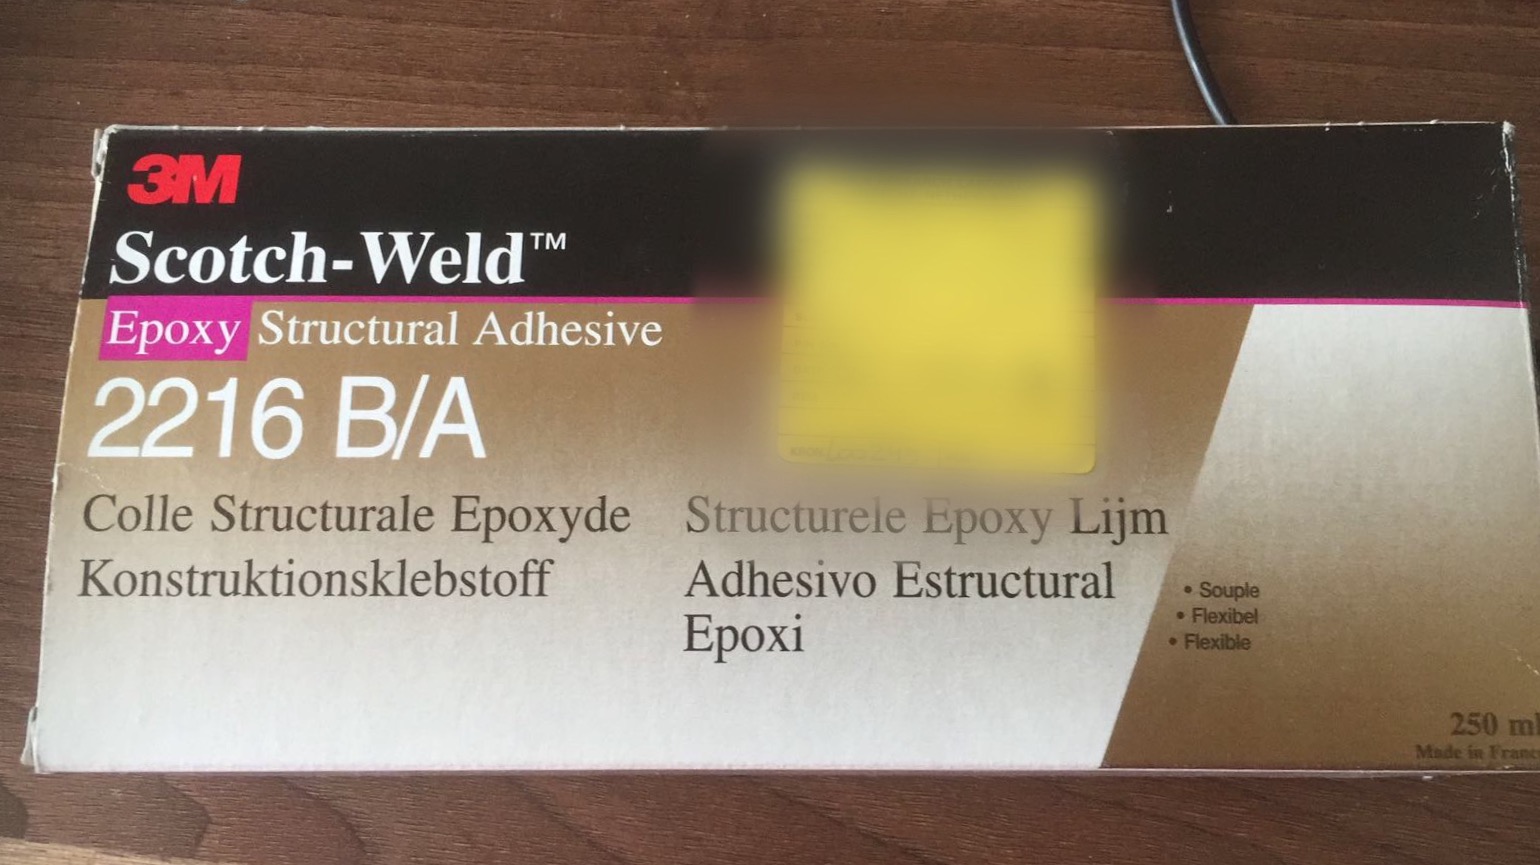 3M
Scotch-Weld™
Epoxy Structural Adhesive
2216 B/A
Colle Structurale Epoxyde
Konstruktionsklebstoff
Structurele Epoxy Lijm
Adhesivo Estructural
Epoxi
• Souple
• Flexibel
• Flexible
250 ml
Made in